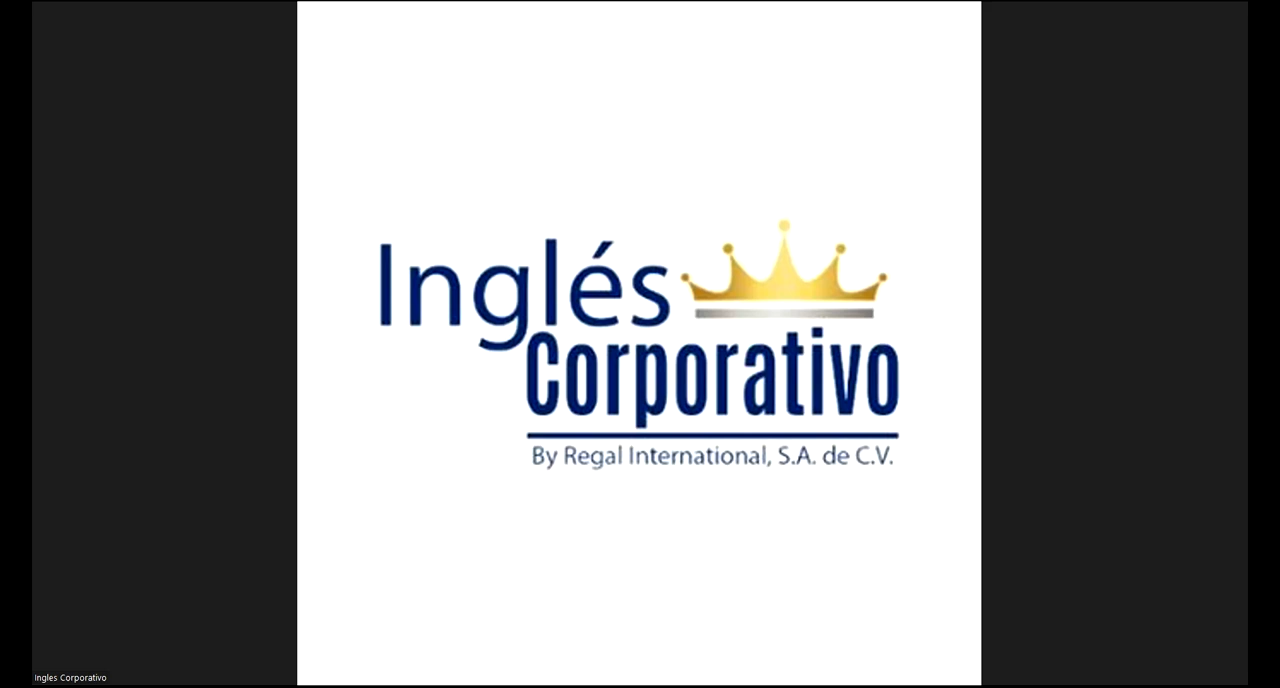 Inglés
Corporativo
By Regal International, S.A. de C.V.
Ingles Corporativo